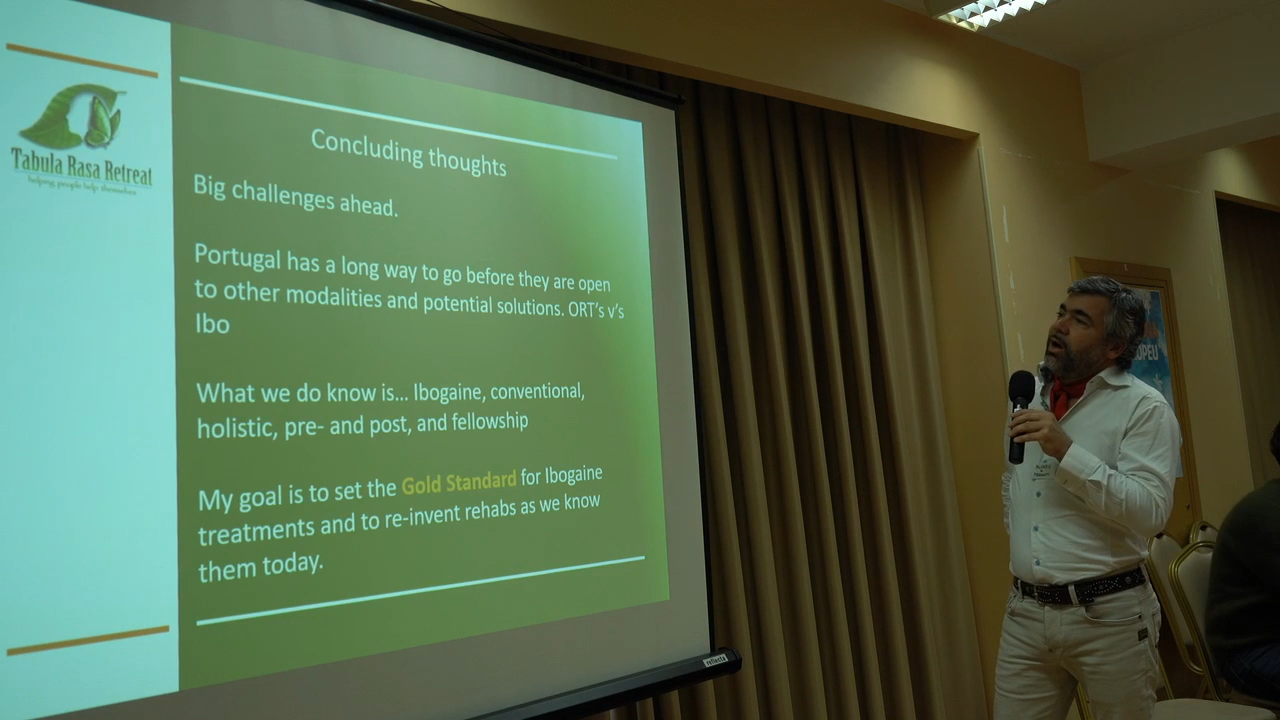 Tabula Rasa Retreat
helping people help themselves
Concluding thoughts
Big challenges ahead.
Portugal has a long way to go before they are open
to other modalities and potential solutions. ORT's v's
Ibo
What we do know is... Ibogaine, conventional,
holistic, pre- and post, and fellowship
My goal is to set the Gold Standard for Ibogaine
treatments and to re-invent rehabs as we know
them today.
reflecta
OPEU